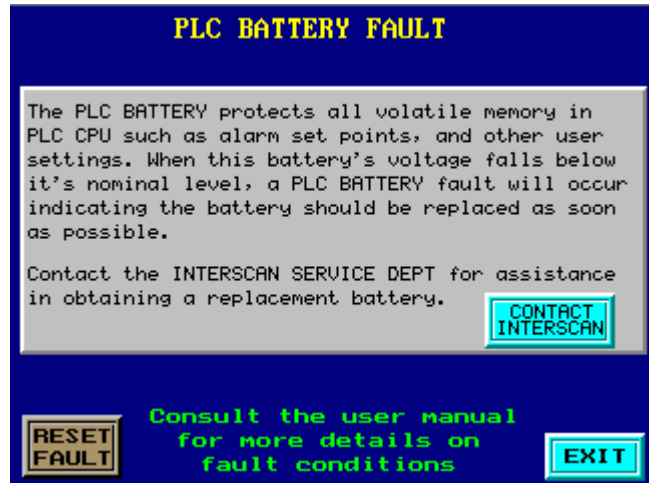 PLC BATTERY FAULT
The PLC BATTERY protects all volatile memory in
PLC CPU such as alarm set points, and other user
settings. When this battery's voltage falls below
it's nominal level, a PLC BATTERY fault will occur
indicating the battery should be replaced as soon
as possible.
Contact the INTERSCAN SERVICE DEPT for assistance
in obtaining a replacement battery.
CONTACT
INTERSCAN
Consult the user manual
for more details on
fault conditions
RESET
FAULT
EXIT